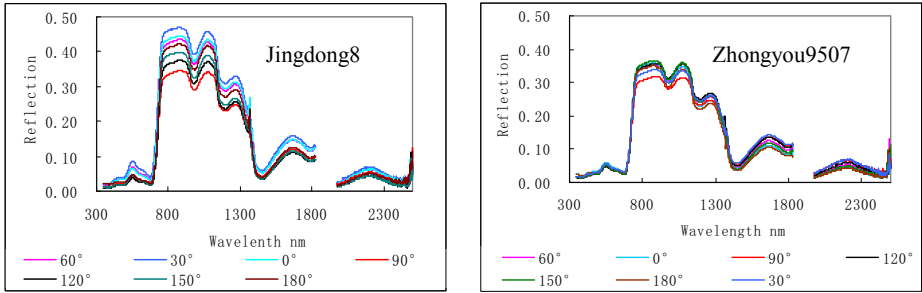 0.50
0.40
0.30
0.20
0.10
0.00
Reflection
Jingdong8
300 800 1300 1800 2300
Wavelenth nm
60° 30° 0° 90°
120° 150° 180°
0.50
0.40
0.30
0.20
0.10
0.00
Reflection
Zhongyou9507
300 800 1300 1800 2300
Wavelength nm
60° 0° 90° 120°
150° 180° 30°